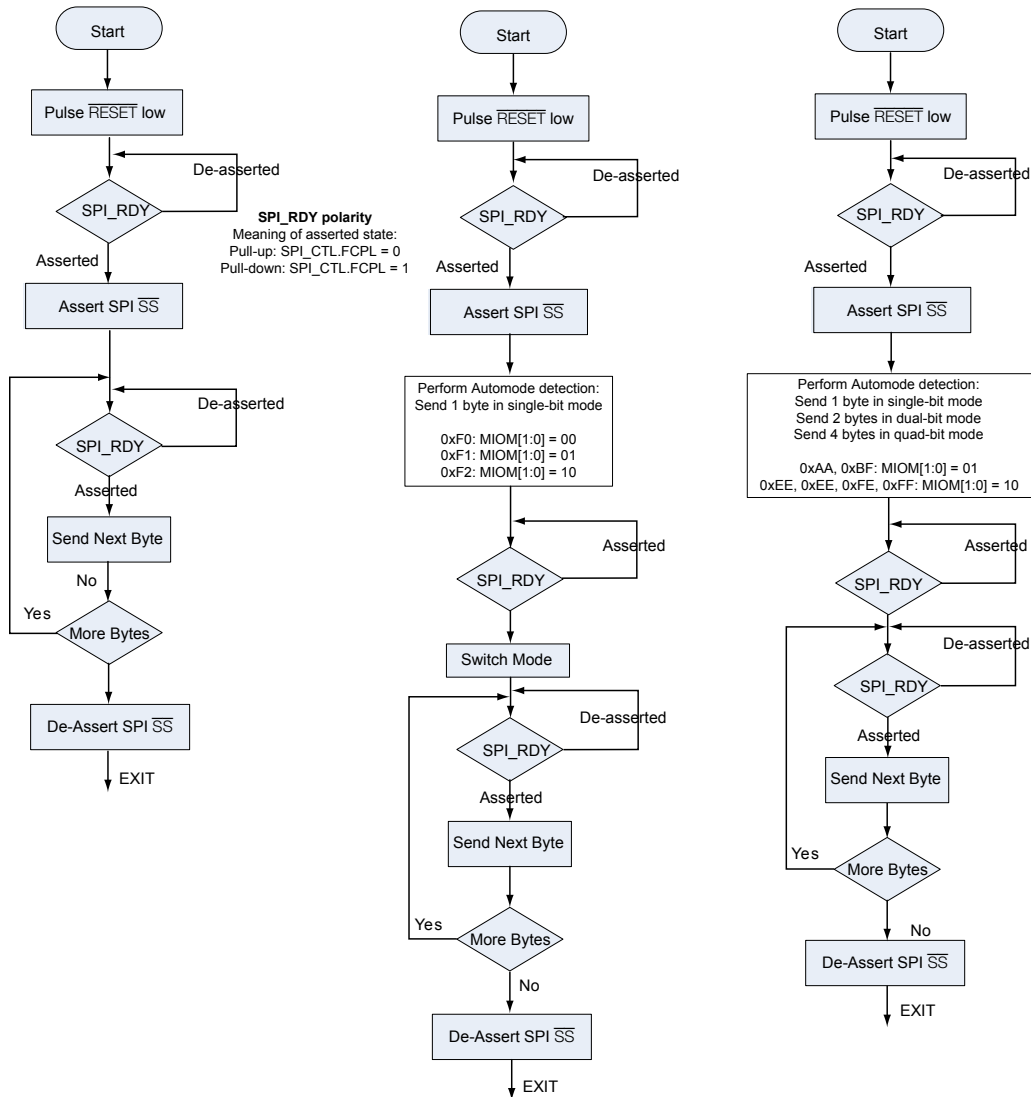 Start
Pulse RESET low
De-asserted
SPI_RDY
Asserted
Assert SPI SS
De-asserted
SPI_RDY
Asserted
Send Next Byte
No
Yes
More Bytes
De-Assert SPI SS
EXIT
SPI_RDY polarity
Meaning of asserted state:
Pull-up: SPI_CTL.FCPL = 0
Pull-down: SPI_CTL.FCPL = 1
Start
Pulse RESET low
De-asserted
SPI_RDY
Asserted
Assert SPI SS
Perform Automode detection:
Send 1 byte in single-bit mode
0xF0: MIOM[1:0] = 00
0xF1: MIOM[1:0] = 01
0xF2: MIOM[1:0] = 10
Asserted
SPI_RDY
Switch Mode
De-asserted
SPI_RDY
Asserted
Send Next Byte
Yes
More Bytes
No
De-Assert SPI SS
EXIT
Start
Pulse RESET low
De-asserted
SPI_RDY
Asserted
Assert SPI SS
Perform Automode detection:
Send 1 byte in single-bit mode
Send 2 bytes in dual-bit mode
Send 4 bytes in quad-bit mode
0xAA, 0xBF: MIOM[1:0] = 01
0xEE, 0xEE, 0xFE, 0xFF: MIOM[1:0] = 10
Asserted
SPI_RDY
De-asserted
SPI_RDY
Asserted
Send Next Byte
Yes
More Bytes
No
De-Assert SPI SS
EXIT